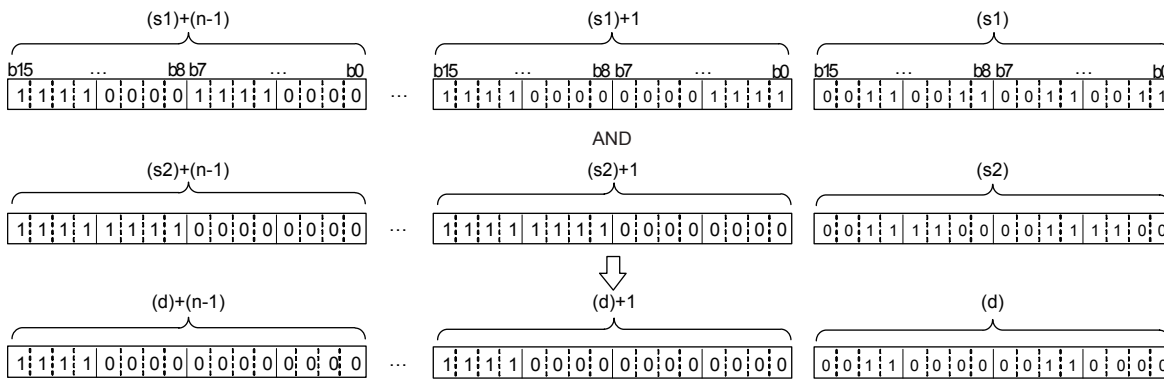 (s1)+(n-1) (s1)+1 (s1)
b15 ... b8 b7 ... b0 b15 ... b8 b7 ... b0 b15 ... b8 b7 ... b0
1 1 1 1 0 0 0 0 1 1 1 1 0 0 0 0 ... 1 1 1 1 0 0 0 0 0 0 0 0 1 1 1 1 0 0 1 1 0 0 1 1 0 0 1 1 0 0 1 1
AND
(s2)+(n-1) (s2)+1 (s2)
1 1 1 1 1 1 1 1 0 0 0 0 0 0 0 0 ... 1 1 1 1 1 1 1 1 0 0 0 0 0 0 0 0 0 0 1 1 1 1 0 0 0 0 1 1 1 1 0 0
(d)+(n-1) (d)+1 (d)
1 1 1 1 0 0 0 0 0 0 0 0 0 0 0 0 ... 1 1 1 1 0 0 0 0 0 0 0 0 0 0 0 0 0 0 1 1 0 0 0 0 0 0 1 1 0 0 0 0